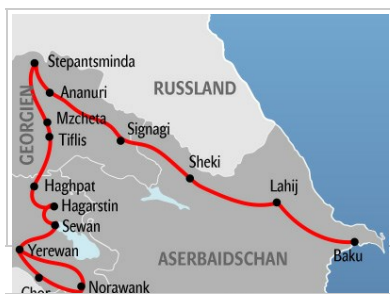 Stepantsminda
RUSSLAND
Ananuri
GEORGIEN
Mzcheta
Signagi
Tiflis
Sheki
Haghpat
Lahij
Hagarstin
Sewan
Yerewan
ASERBAIDSCHAN
Baku
Norawank